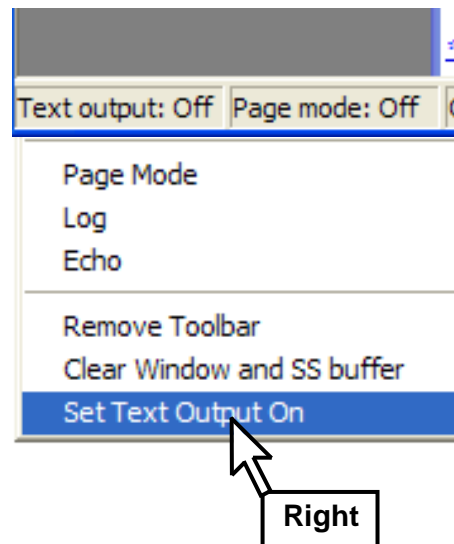 Text output: Off Page mode: Off
Page Mode
Log
Echo
Remove Toolbar
Clear Window and SS buffer
Set Text Output On
Right